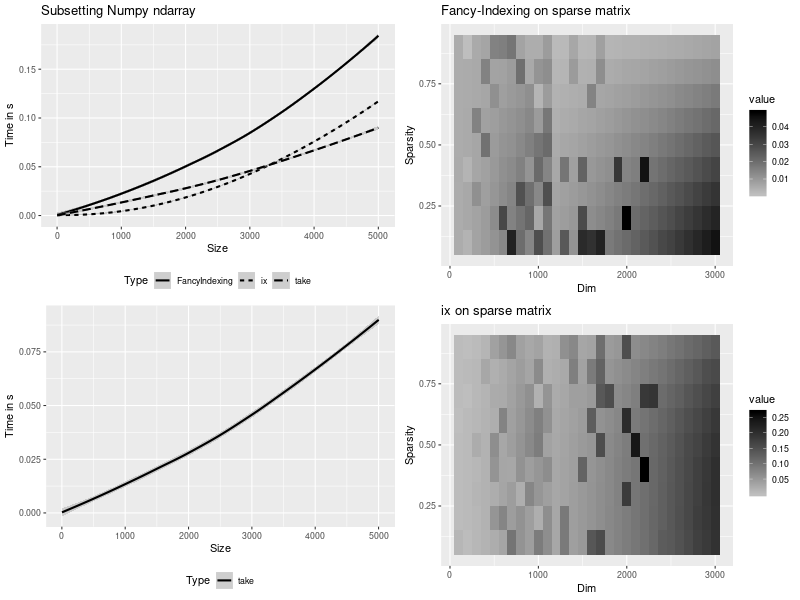 Subsetting Numpy ndarray
Time in s
0.15
0.10
0.05
0.00
0 1000 2000 3000 4000 5000
Size
Type FancyIndexing ix take
Fancy-Indexing on sparse matrix
Sparsity
0.75
0.50
0.25
0 1000 2000 3000
Dim
value
0.04
0.03
0.02
0.01
Time in s
0.075
0.050
0.025
0.000
0 1000 2000 3000 4000 5000
Size
Type take
ix on sparse matrix
Sparsity
0.75
0.50
0.25
0 1000 2000 3000
Dim
value
0.25
0.20
0.15
0.10
0.05